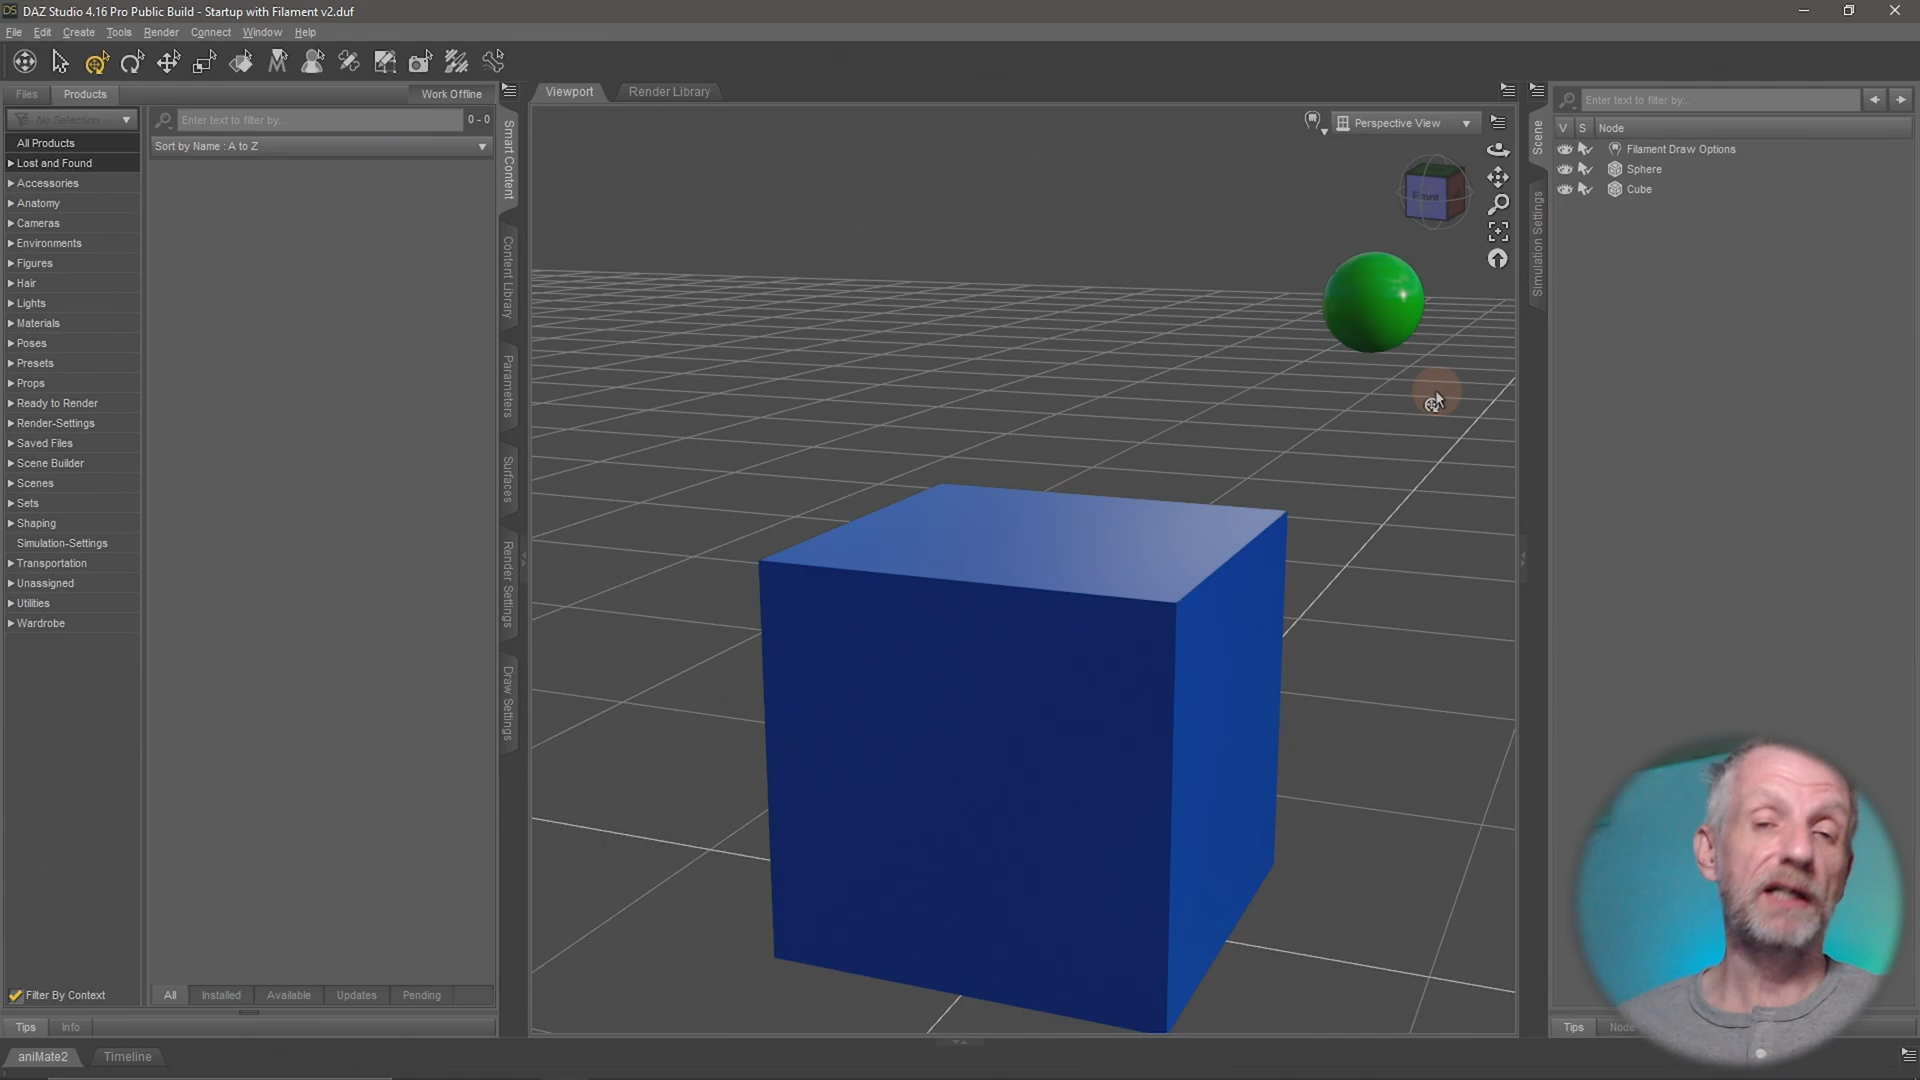 DAZ Studio 4.16 Pro Public Build - Startup with Filament v2.duf
File Edit Create Tools Render Connect Window Help
Files Products Work Offline
No Selection
Enter text to filter by... 0 - 0
Sort by Name : A to Z
All Products
Lost and Found
Accessories
Anatomy
Cameras
Environments
Figures
Hair
Lights
Materials
Poses
Presets
Props
Ready to Render
Render-Settings
Saved Files
Scene Builder
Scenes
Sets
Shaping
Simulation-Settings
Transportation
Unassigned
Utilities
Wardrobe
Filter By Context
All Installed Available Updates Pending
Tips Info
aniMate2 Timeline
Smart Content
Content Library
Parameters
Surfaces
Render Settings
Draw Settings
Viewport Render Library
Perspective View
Front
Scene
Simulation Settings
Enter text to filter by...
V S Node
Filament Draw Options
Sphere
Cube
Tips Node